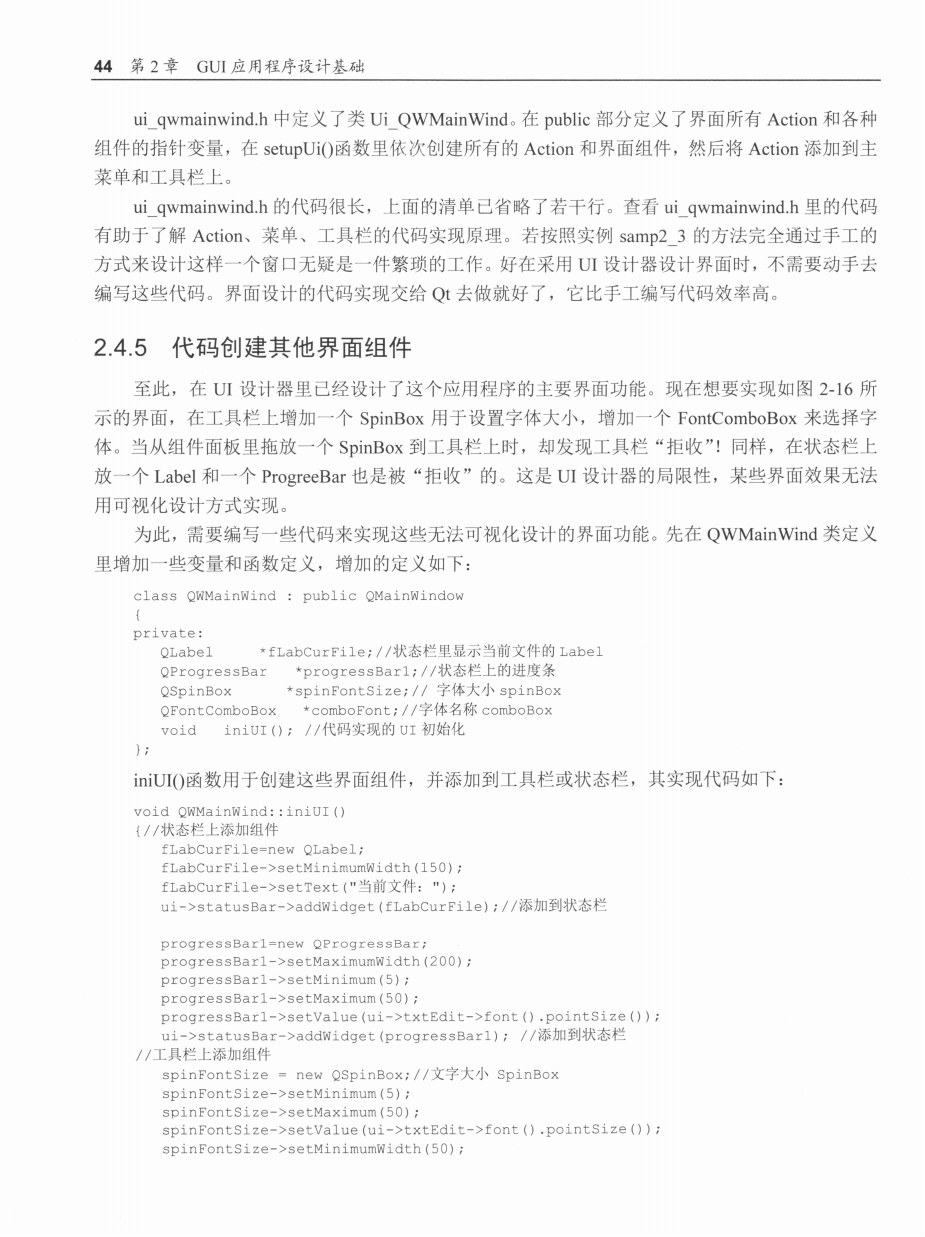 44 第 2 章 GUI 应用程序设计基础
ui_qwmainwind.h 中定义了类 Ui_QWMainWind。在 public 部分定义了界面所有 Action 和各种
组件的指针变量，在 setupUi()函数里依次创建所有的 Action 和界面组件，然后将 Action 添加到主
菜单和工具栏上。
ui_qwmainwind.h 的代码很长，上面的清单已省略了若干行。查看 ui_qwmainwind.h 里的代码
有助于了解 Action、菜单、工具栏的代码实现原理。若按照实例 samp2_3 的方法完全通过手工的
方式来设计这样一个窗口无疑是一件繁琐的工作。好在采用 UI 设计器设计界面时，不需要动手去
编写这些代码。界面设计的代码实现交给 Qt 去做就好了，它比手工编写代码效率高。
2.4.5 代码创建其他界面组件
至此，在 UI 设计器里已经设计了这个应用程序的主要界面功能。现在想要实现如图 2-16 所
示的界面，在工具栏上增加一个 SpinBox 用于设置字体大小，增加一个 FontComboBox 来选择字
体。当从组件面板里拖放一个 SpinBox 到工具栏上时，却发现工具栏“拒收”！同样，在状态栏上
放一个 Label 和一个 ProgreeBar 也是被“拒收”的。这是 UI 设计器的局限性，某些界面效果无法
用可视化设计方式实现。
为此，需要编写一些代码来实现这些无法可视化设计的界面功能。先在 QWMainWind 类定义
里增加一些变量和函数定义，增加的定义如下：
class QWMainWind : public QMainWindow
{
private:
QLabel *fLabCurFile;//状态栏里显示当前文件的 Label
QProgressBar *progressBar1;//状态栏上的进度条
QSpinBox *spinFontSize;// 字体大小 spinBox
QFontComboBox *comboFont;//字体名称 comboBox
void iniUI(); //代码实现的 UI 初始化
};
iniUI()函数用于创建这些界面组件，并添加到工具栏或状态栏，其实现代码如下：
void QWMainWind::iniUI()
{//状态栏上添加组件
fLabCurFile=new QLabel;
fLabCurFile->setMinimumWidth(150);
fLabCurFile->setText("当前文件：");
ui->statusBar->addWidget(fLabCurFile);//添加到状态栏
progressBar1=new QProgressBar;
progressBar1->setMaximumWidth(200);
progressBar1->setMinimum(5);
progressBar1->setMaximum(50);
progressBar1->setValue(ui->txtEdit->font().pointSize());
ui->statusBar->addWidget(progressBar1); //添加到状态栏
//工具栏上添加组件
spinFontSize = new QSpinBox;//文字大小 SpinBox
spinFontSize->setMinimum(5);
spinFontSize->setMaximum(50);
spinFontSize->setValue(ui->txtEdit->font().pointSize());
spinFontSize->setMinimumWidth(50);